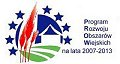 Program
Rozwoju
Obszarów
Wiejskich
na lata 2007-2013